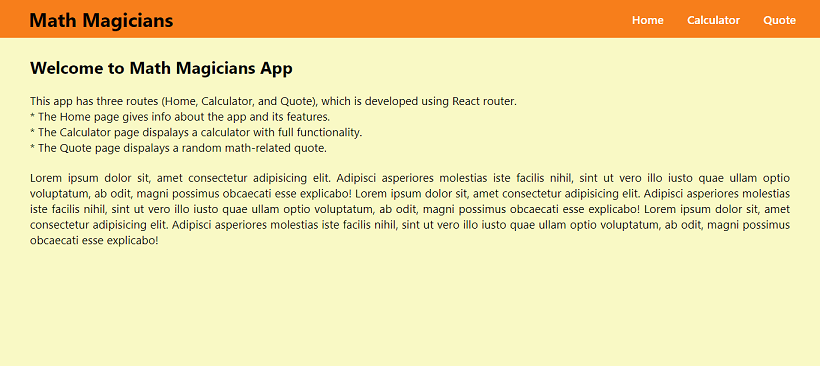 Math Magicians
Home Calculator Quote
Welcome to Math Magicians App
This app has three routes (Home, Calculator, and Quote), which is developed using React router.
* The Home page gives info about the app and its features.
* The Calculator page dispalays a calculator with full functionality.
* The Quote page dispalays a random math-related quote.
Lorem ipsum dolor sit, amet consectetur adipisicing elit. Adipisci asperiores molestias iste facilis nihil, sint ut vero illo iusto quae ullam optio
voluptatum, ab odit, magni possimus obcaecati esse explicabo! Lorem ipsum dolor sit, amet consectetur adipisicing elit. Adipisci asperiores molestias
iste facilis nihil, sint ut vero illo iusto quae ullam optio voluptatum, ab odit, magni possimus obcaecati esse explicabo! Lorem ipsum dolor sit, amet
consectetur adipisicing elit. Adipisci asperiores molestias iste facilis nihil, sint ut vero illo iusto quae ullam optio voluptatum, ab odit, magni possimus
obcaecati esse explicabo!